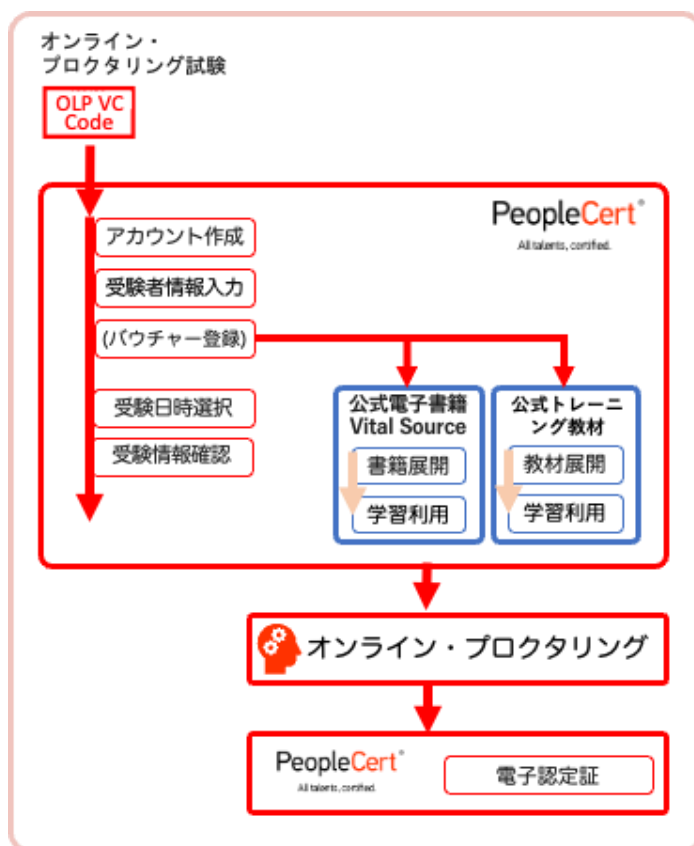 オンライン・
プロクタリング試験
OLP VC
Code
PeopleCert®
All talents, certified.
アカウント作成
受験者情報入力
(バウチャー登録)
受験日時選択
受験情報確認
公式電子書籍
Vital Source
書籍展開
学習利用
公式トレーニ
ング教材
教材展開
学習利用
オンライン・プロクタリング
PeopleCert®
All talents, certified.
電子認定証